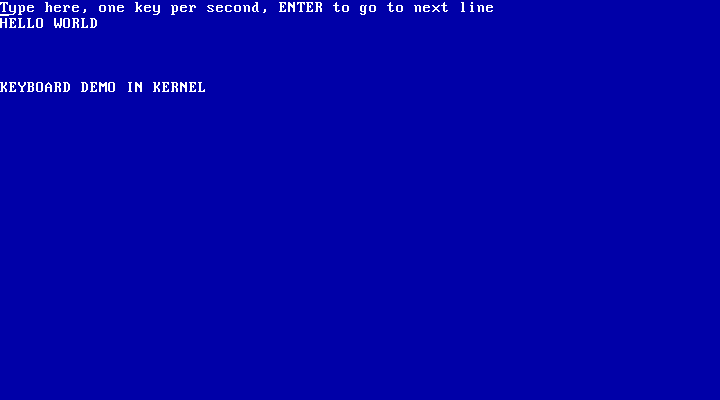 Type here, one key per second, ENTER to go to next line
HELLO WORLD
KEYBOARD DEMO IN KERNEL